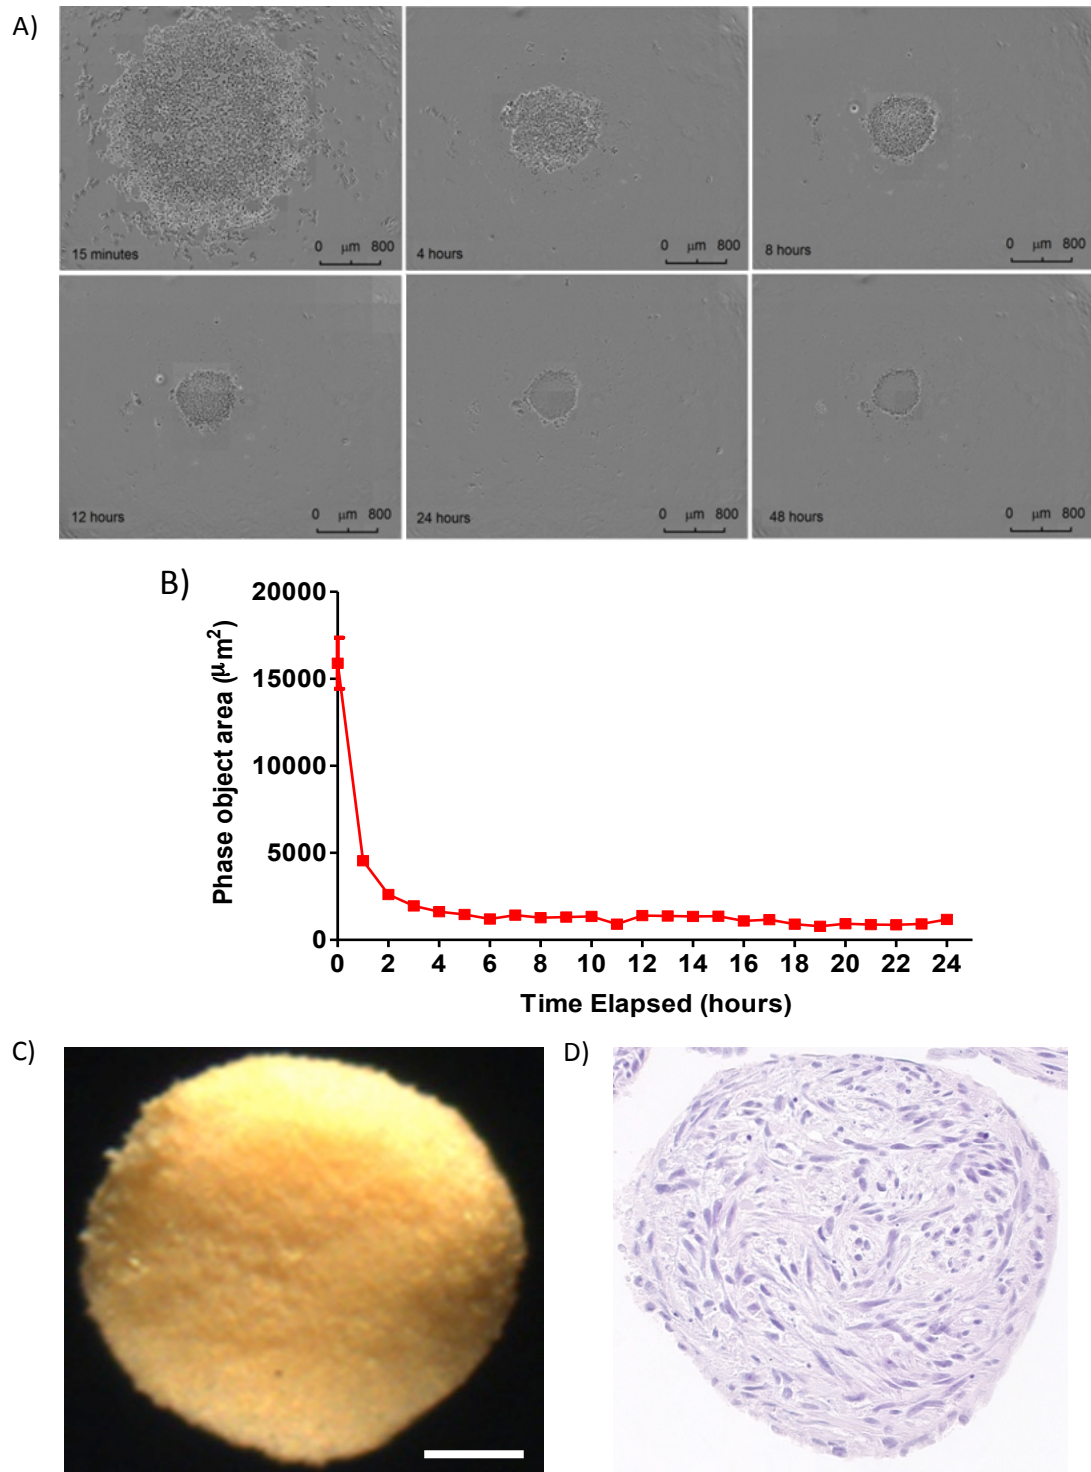 A)
15 minutes
0 μm 800
4 hours
0 μm 800
8 hours
0 μm 800
12 hours
0 μm 800
24 hours
0 μm 800
48 hours
0 μm 800
B)
Phase object area (μm²)
20000
15000
10000
5000
0
0 2 4 6 8 10 12 14 16 18 20 22 24
Time Elapsed (hours)
C)
D)